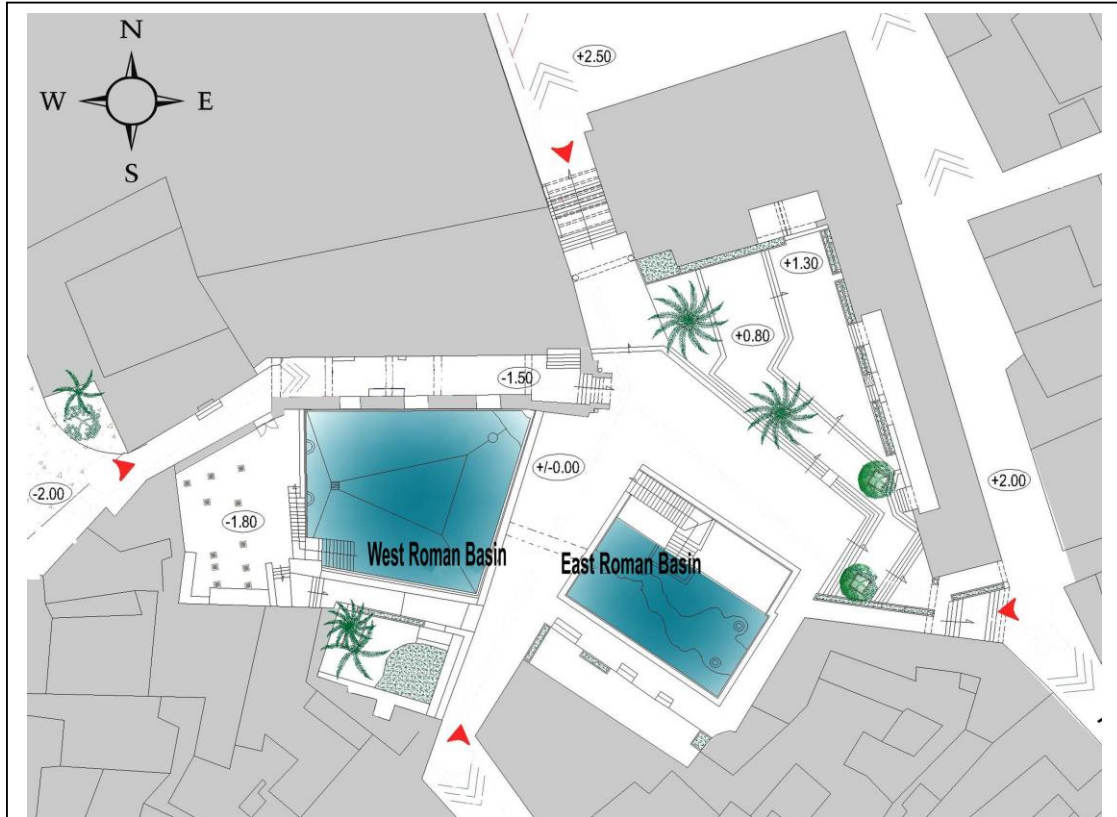 N
+2.50
W E
S
+1.30
+0.80
-1.50
+/-0.00
+2.00
-2.00
-1.80
West Roman Basin
East Roman Basin